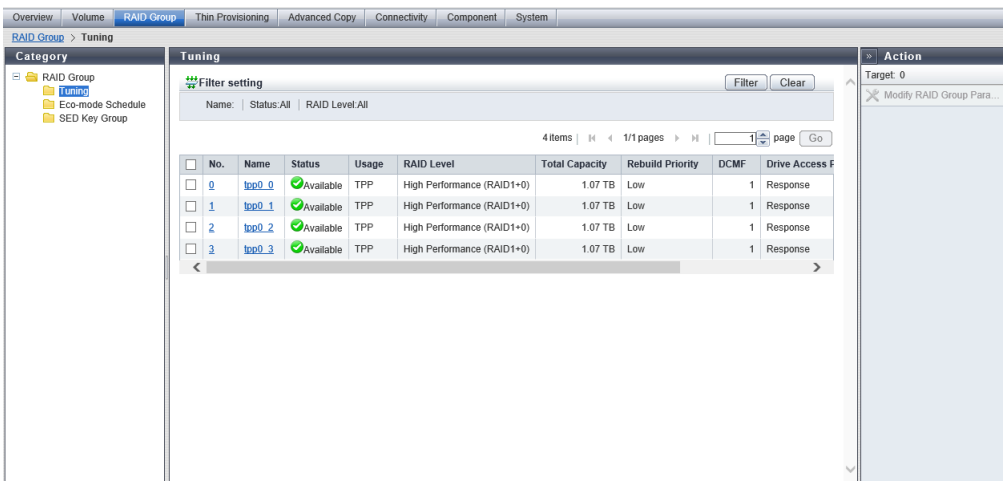 Overview Volume RAID Group Thin Provisioning Advanced Copy Connectivity Component System
RAID Group > Tuning
Category
RAID Group
Tuning
Eco-mode Schedule
SED Key Group
Tuning
Filter setting Filter Clear
Name: | Status:All | RAID Level:All
4 items | 1/1 pages | 1 page Go
No. Name Status Usage RAID Level Total Capacity Rebuild Priority DCMF Drive Access P
0 tpp0_0 Available TPP High Performance (RAID1+0) 1.07 TB Low 1 Response
1 tpp0_1 Available TPP High Performance (RAID1+0) 1.07 TB Low 1 Response
2 tpp0_2 Available TPP High Performance (RAID1+0) 1.07 TB Low 1 Response
3 tpp0_3 Available TPP High Performance (RAID1+0) 1.07 TB Low 1 Response
» Action
Target: 0
Modify RAID Group Para...